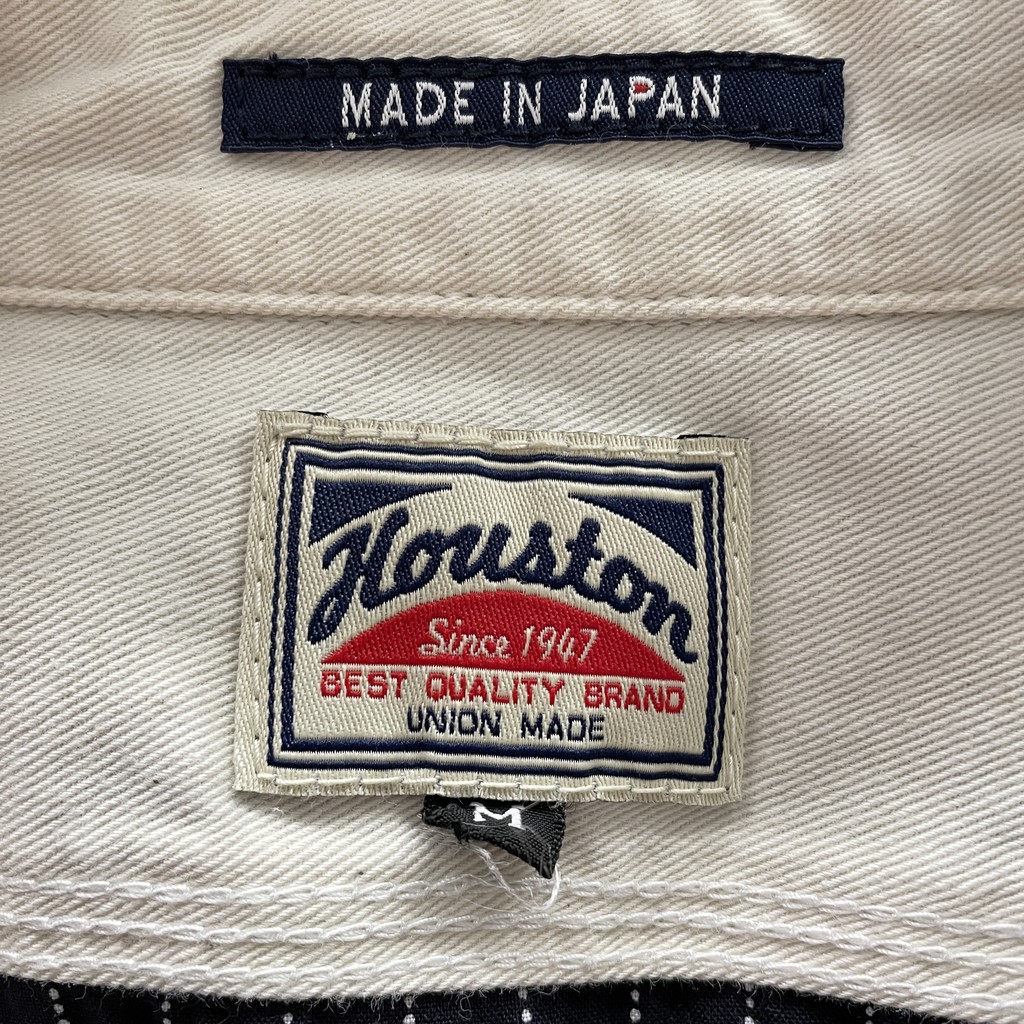 MADE IN JAPAN
Houston
Since 1947
BEST QUALITY BRAND
UNION MADE
M